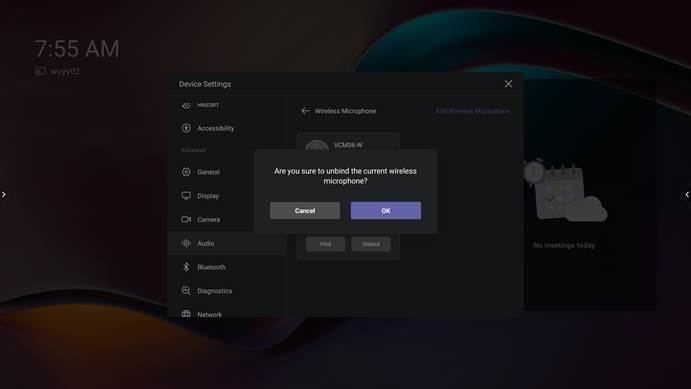 7:55 AM
wuyy02
Device Settings
Restart
Accessibility
Advanced
General
Display
Camera
Audio
Bluetooth
Diagnostics
Network
Wireless Microphone
Add Wireless Microphone
VCM36-W
Are you sure to unbind the current wireless
microphone?
Cancel
OK
Find
Unbind
No meetings today